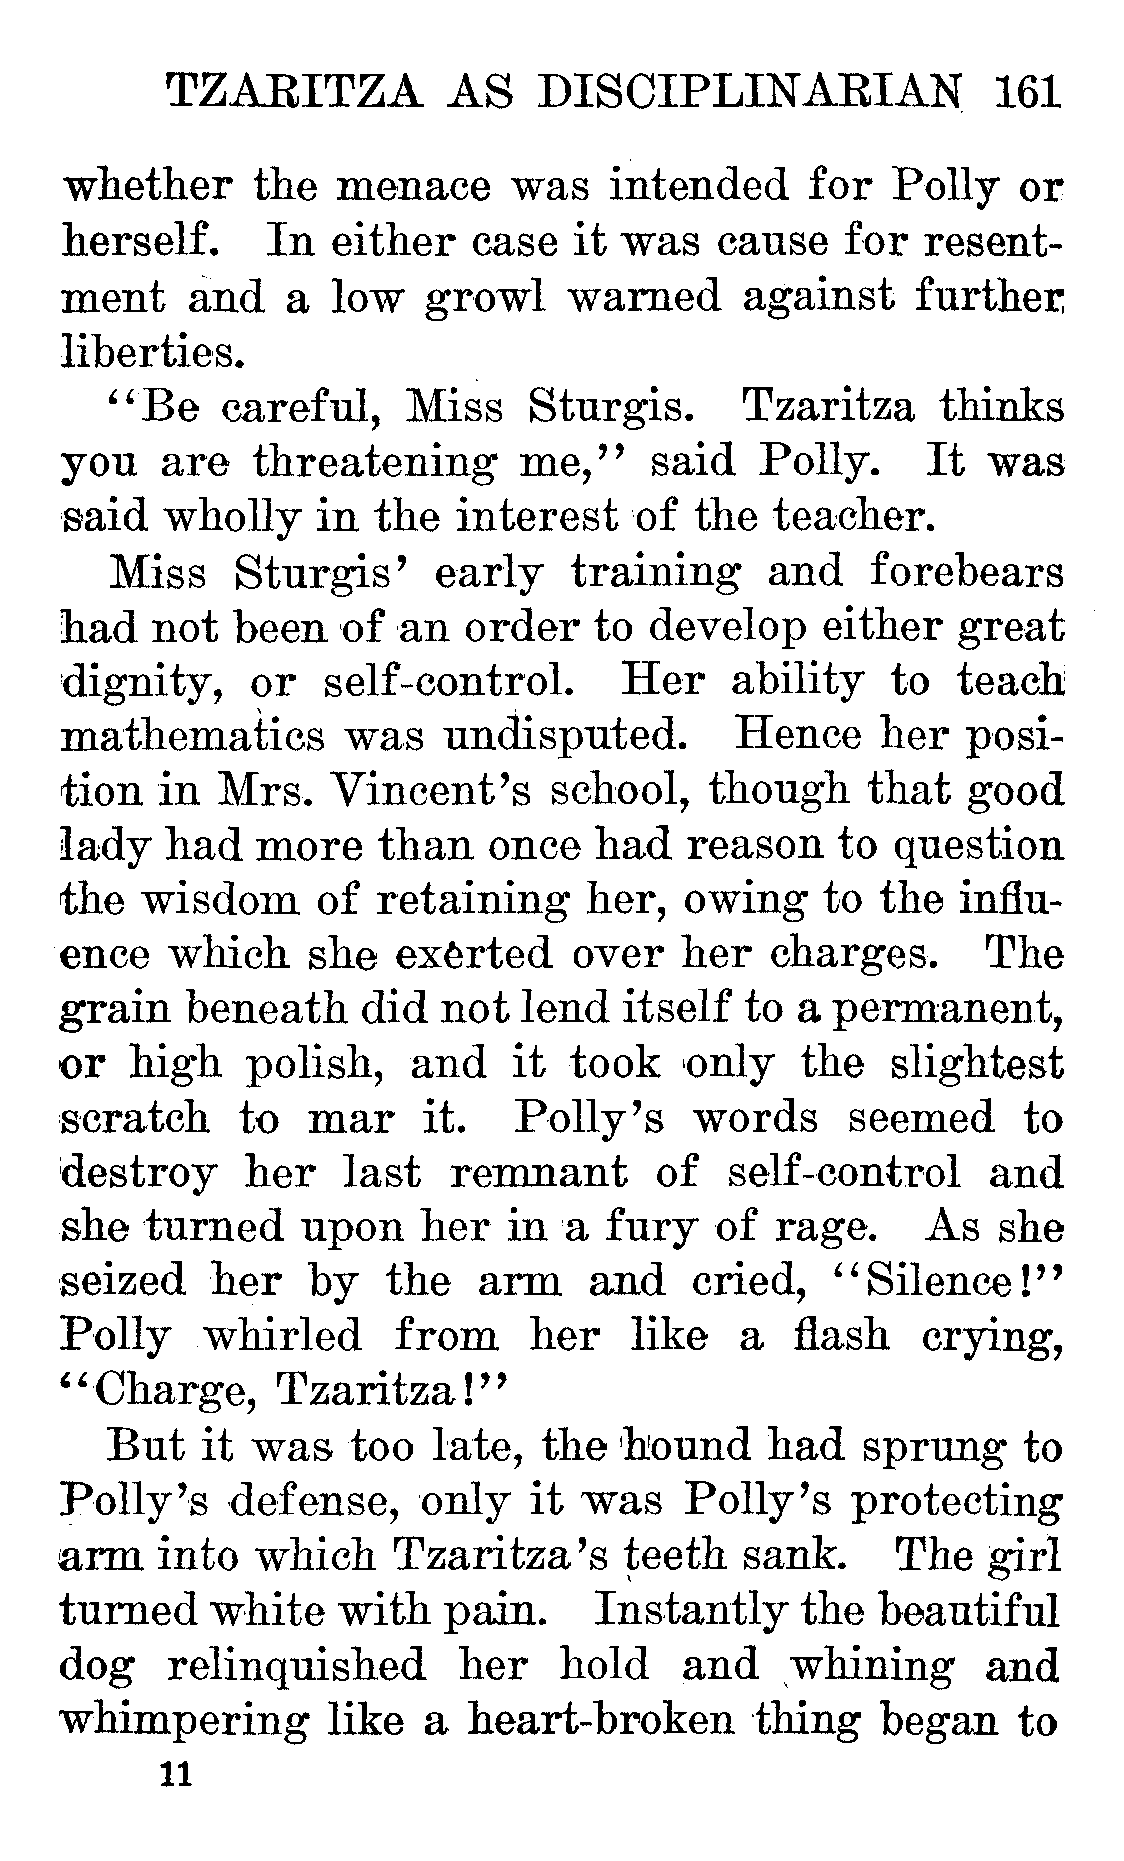 TZARITZA AS DISCIPLINARIAN 161
whether the menace was intended for Polly or
herself. In either case it was cause for resent-
ment and a low growl warned against further
liberties.
“Be careful, Miss Sturgis. Tzaritza thinks
you are threatening me,” said Polly. It was
said wholly in the interest of the teacher.
Miss Sturgis’ early training and forebears
had not been of an order to develop either great
dignity, or self-control. Her ability to teach
mathematics was undisputed. Hence her posi-
tion in Mrs. Vincent’s school, though that good
lady had more than once had reason to question
the wisdom of retaining her, owing to the influ-
ence which she exerted over her charges. The
grain beneath did not lend itself to a permanent,
or high polish, and it took only the slightest
scratch to mar it. Polly’s words seemed to
destroy her last remnant of self-control and
she turned upon her in a fury of rage. As she
seized her by the arm and cried, “Silence!”
Polly whirled from her like a flash crying,
“Charge, Tzaritza!”
But it was too late, the hound had sprung to
Polly’s defense, only it was Polly’s protecting
arm into which Tzaritza’s teeth sank. The girl
turned white with pain. Instantly the beautiful
dog relinquished her hold and whining and
whimpering like a heart-broken thing began to
11